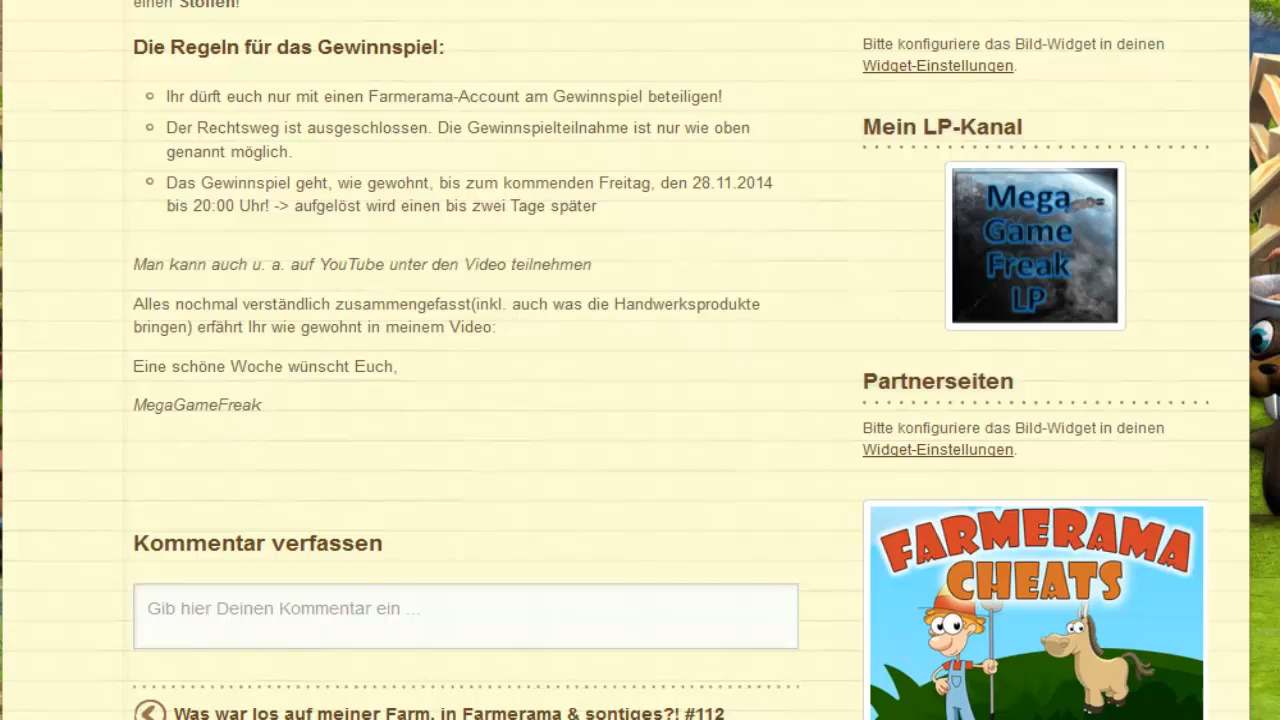 einen Stollen!
Die Regeln für das Gewinnspiel:
Ihr dürft euch nur mit einen Farmerama-Account am Gewinnspiel beteiligen!
Der Rechtsweg ist ausgeschlossen. Die Gewinnspielteilnahme ist nur wie oben
genannt möglich.
Das Gewinnspiel geht, wie gewohnt, bis zum kommenden Freitag, den 28.11.2014
bis 20:00 Uhr! -> aufgelöst wird einen bis zwei Tage später
Man kann auch u. a. auf YouTube unter den Video teilnehmen
Alles nochmal verständlich zusammengefasst(inkl. auch was die Handwerksprodukte
bringen) erfährt Ihr wie gewohnt in meinem Video:
Eine schöne Woche wünscht Euch,
MegaGameFreak
Kommentar verfassen
Gib hier Deinen Kommentar ein ...
Was war los auf meiner Farm, in Farmerama & sontiges?! #112
Bitte konfiguriere das Bild-Widget in deinen
Widget-Einstellungen.
Mein LP-Kanal
Mega
Game
Freak
LP
Partnerseiten
Bitte konfiguriere das Bild-Widget in deinen
Widget-Einstellungen.
FARMERAMA
CHEATS